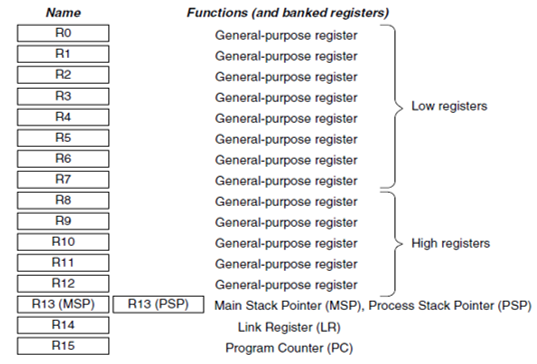 Name Functions (and banked registers)
R0 General-purpose register
R1 General-purpose register
R2 General-purpose register
R3 General-purpose register
R4 General-purpose register
Low registers
R5 General-purpose register
R6 General-purpose register
R7 General-purpose register
R8 General-purpose register
R9 General-purpose register
R10 General-purpose register
High registers
R11 General-purpose register
R12 General-purpose register
R13 (MSP) R13 (PSP) Main Stack Pointer (MSP), Process Stack Pointer (PSP)
R14 Link Register (LR)
R15 Program Counter (PC)